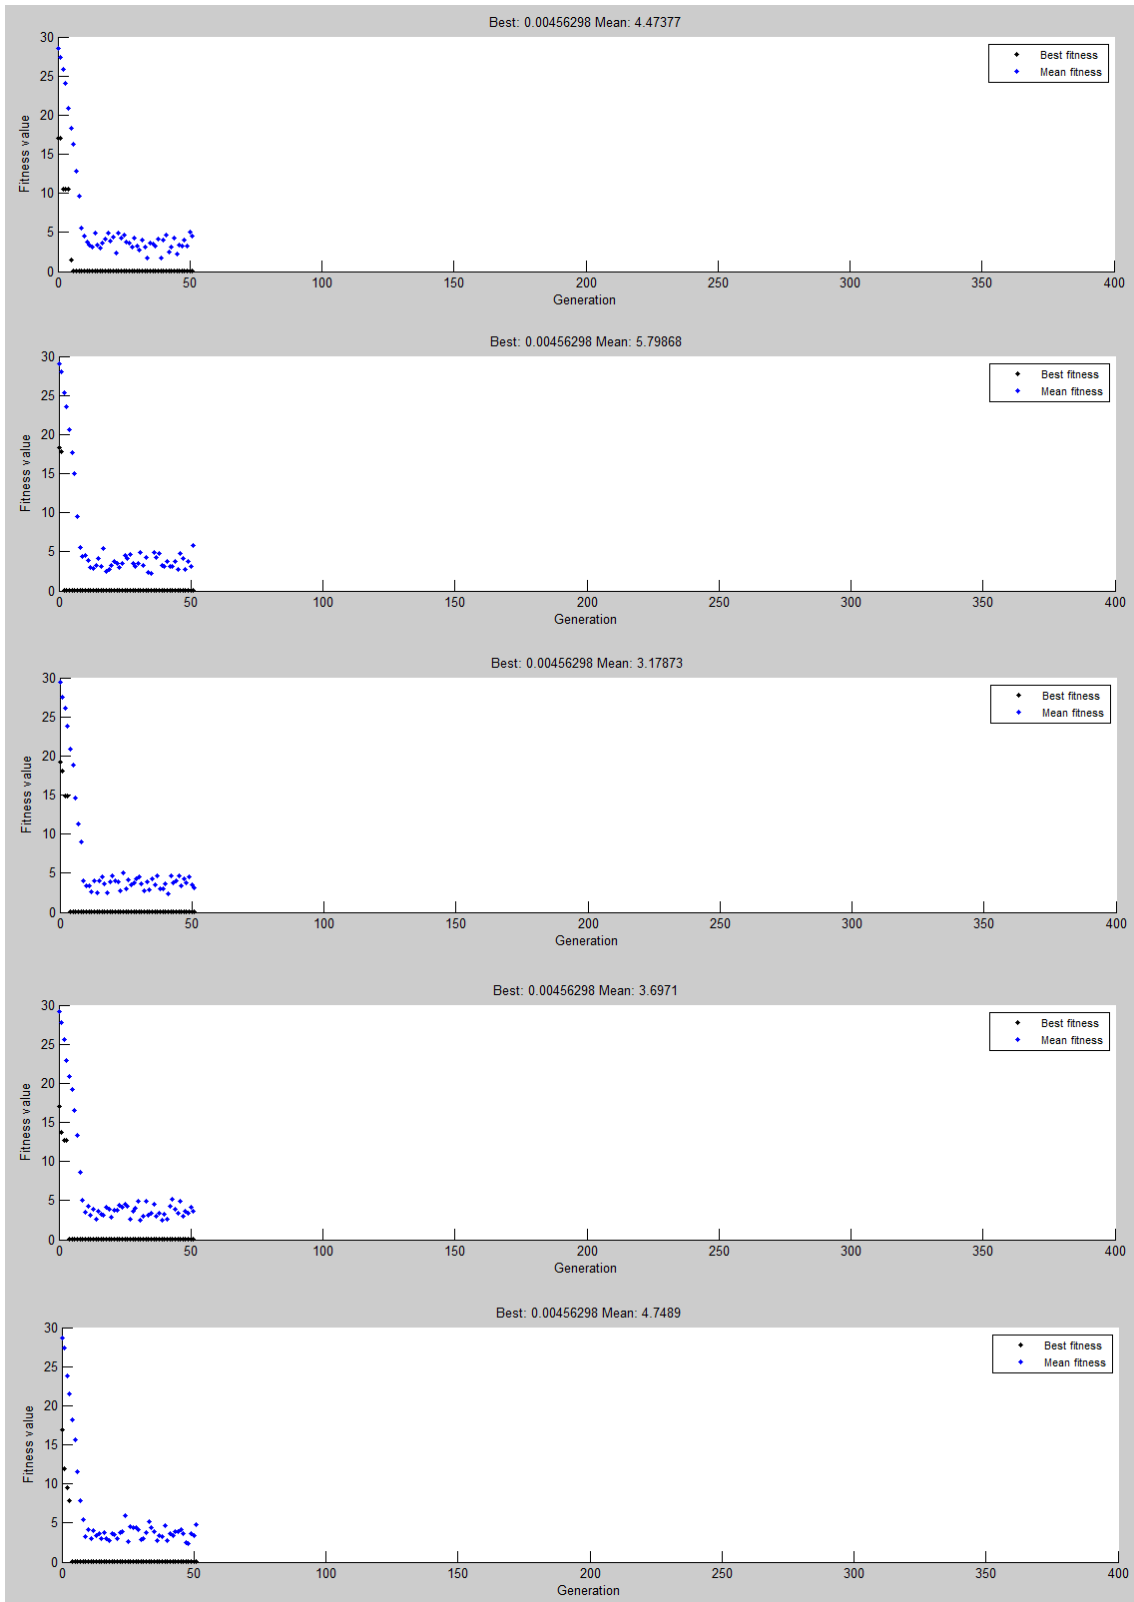 Best: 0.00456298 Mean: 4.47377
30
25
20
15
10
5
0
Fitness value
Best fitness
Mean fitness
0 50 100 150 200 250 300 350 400
Generation
Best: 0.00456298 Mean: 5.79868
30
25
20
15
10
5
0
Fitness value
Best fitness
Mean fitness
0 50 100 150 200 250 300 350 400
Generation
Best: 0.00456298 Mean: 3.17873
30
25
20
15
10
5
0
Fitness value
Best fitness
Mean fitness
0 50 100 150 200 250 300 350 400
Generation
Best: 0.00456298 Mean: 3.6971
30
25
20
15
10
5
0
Fitness value
Best fitness
Mean fitness
0 50 100 150 200 250 300 350 400
Generation
Best: 0.00456298 Mean: 4.7489
30
25
20
15
10
5
0
Fitness value
Best fitness
Mean fitness
0 50 100 150 200 250 300 350 400
Generation